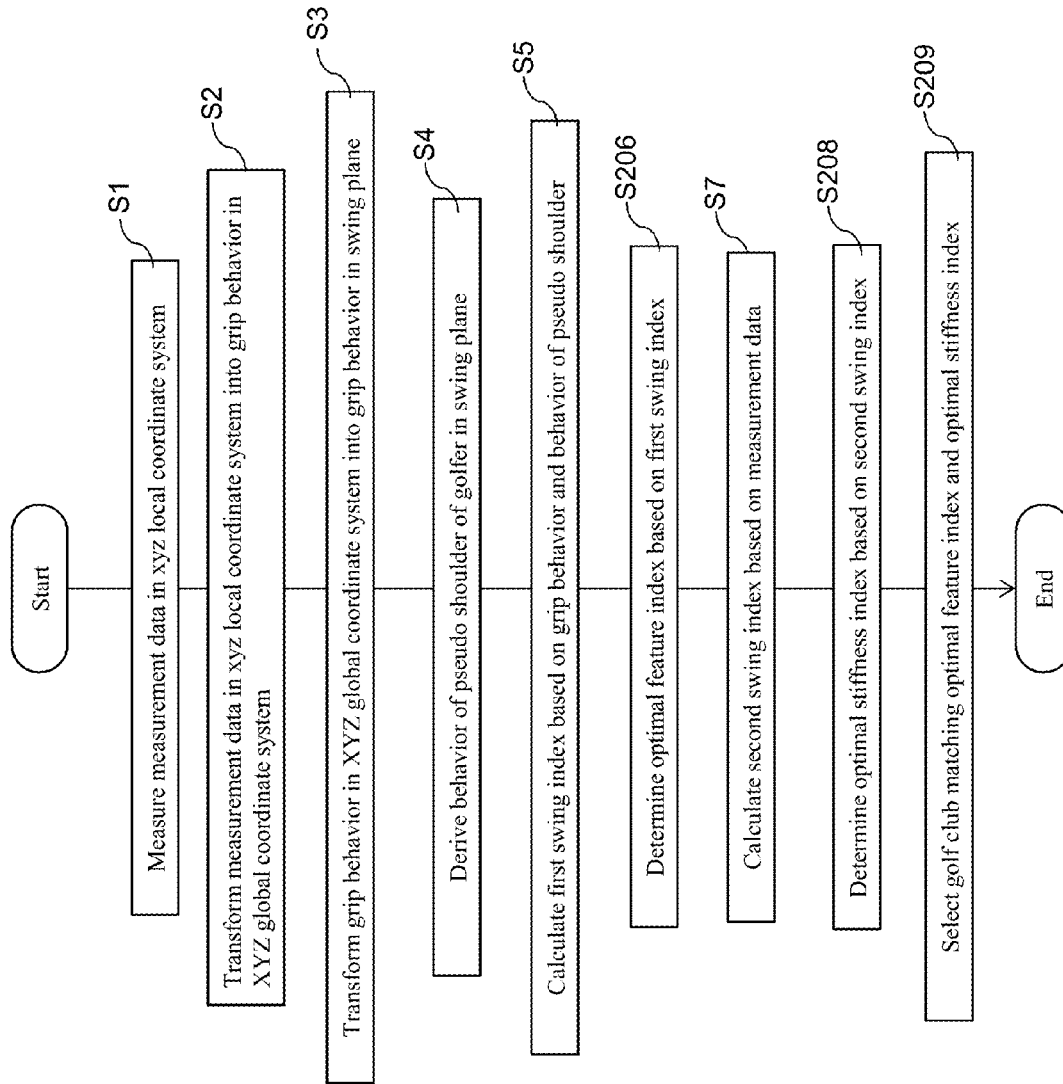 Start
S1
Measure measurement data in xyz local coordinate system
S2
Transform measurement data in xyz local coordinate system into grip behavior in
XYZ global coordinate system
S3
Transform grip behavior in XYZ global coordinate system into grip behavior in swing plane
S4
Derive behavior of pseudo shoulder of golfer in swing plane
S5
Calculate first swing index based on grip behavior and behavior of pseudo shoulder
S206
Determine optimal feature index based on first swing index
S7
Calculate second swing index based on measurement data
S208
Determine optimal stiffness index based on second swing index
S209
Select golf club matching optimal feature index and optimal stiffness index
End